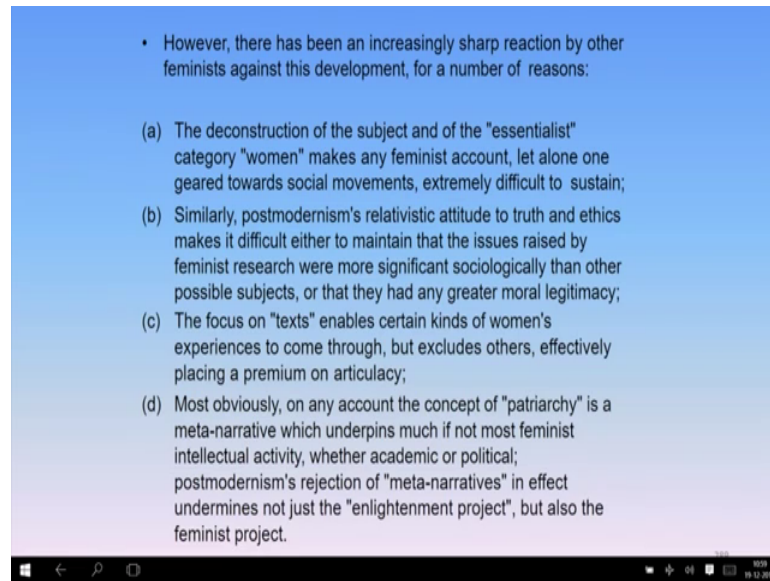 • However, there has been an increasingly sharp reaction by other
feminists against this development, for a number of reasons:
(a) The deconstruction of the subject and of the "essentialist"
category "women" makes any feminist account, let alone one
geared towards social movements, extremely difficult to sustain;
(b) Similarly, postmodernism's relativistic attitude to truth and ethics
makes it difficult either to maintain that the issues raised by
feminist research were more significant sociologically than other
possible subjects, or that they had any greater moral legitimacy;
(c) The focus on "texts" enables certain kinds of women's
experiences to come through, but excludes others, effectively
placing a premium on articulacy;
(d) Most obviously, on any account the concept of "patriarchy" is a
meta-narrative which underpins much if not most feminist
intellectual activity, whether academic or political;
postmodernism's rejection of "meta-narratives" in effect
undermines not just the "enlightenment project", but also the
feminist project.
10:59